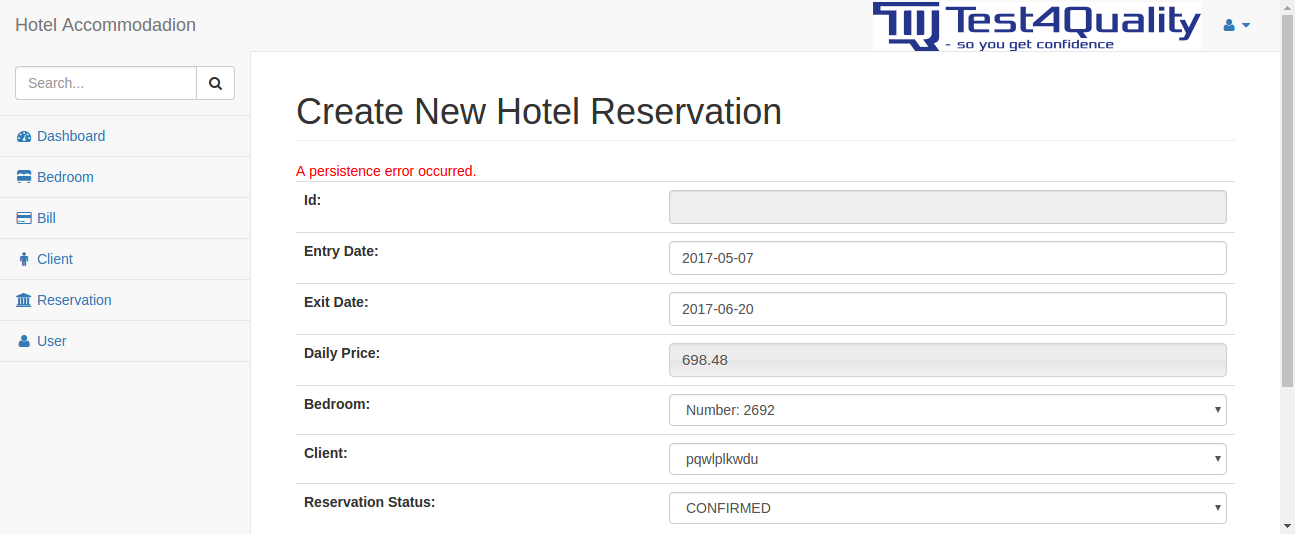 Hotel Accommodadion
Test4Quality
- so you get confidence
Search...
Dashboard
Bedroom
Bill
Client
Reservation
User
Create New Hotel Reservation
A persistence error occurred.
Id:
Entry Date: 2017-05-07
Exit Date: 2017-06-20
Daily Price: 698.48
Bedroom: Number: 2692
Client: pqwlplkwdu
Reservation Status: CONFIRMED